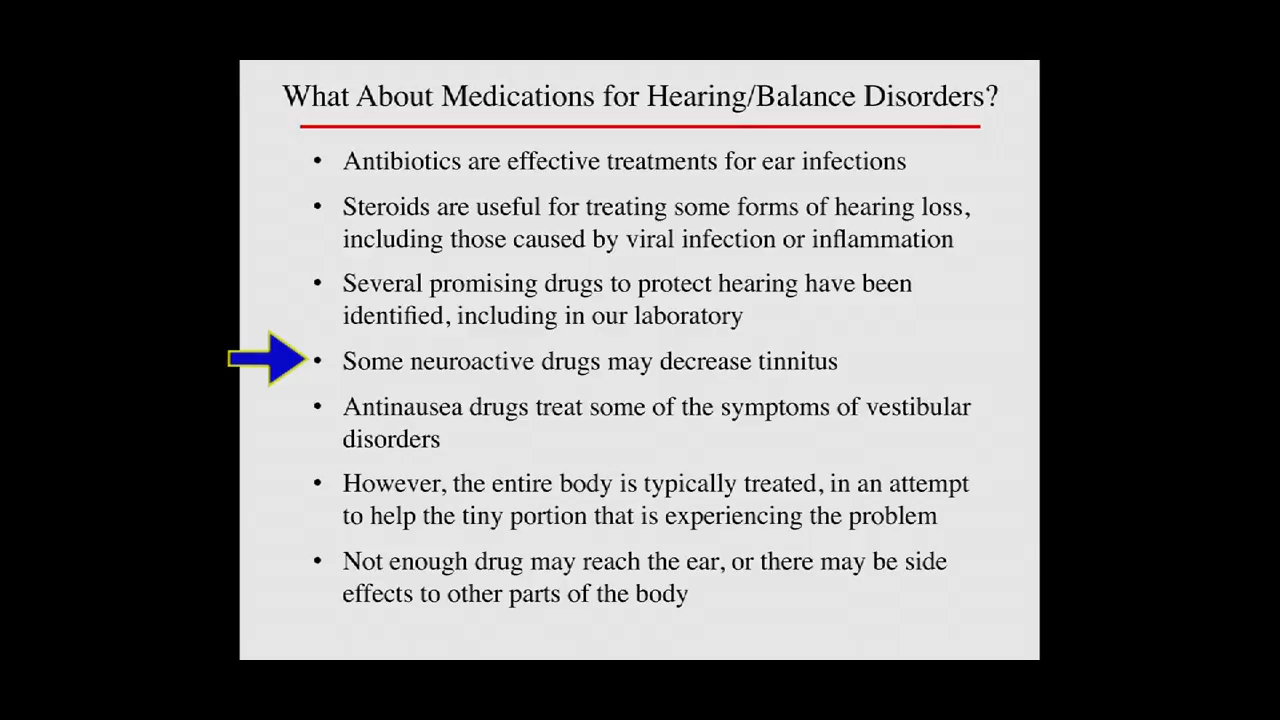 What About Medications for Hearing/Balance Disorders?
• Antibiotics are effective treatments for ear infections
• Steroids are useful for treating some forms of hearing loss,
including those caused by viral infection or inflammation
• Several promising drugs to protect hearing have been
identified, including in our laboratory
• Some neuroactive drugs may decrease tinnitus
• Antinausea drugs treat some of the symptoms of vestibular
disorders
• However, the entire body is typically treated, in an attempt
to help the tiny portion that is experiencing the problem
• Not enough drug may reach the ear, or there may be side
effects to other parts of the body